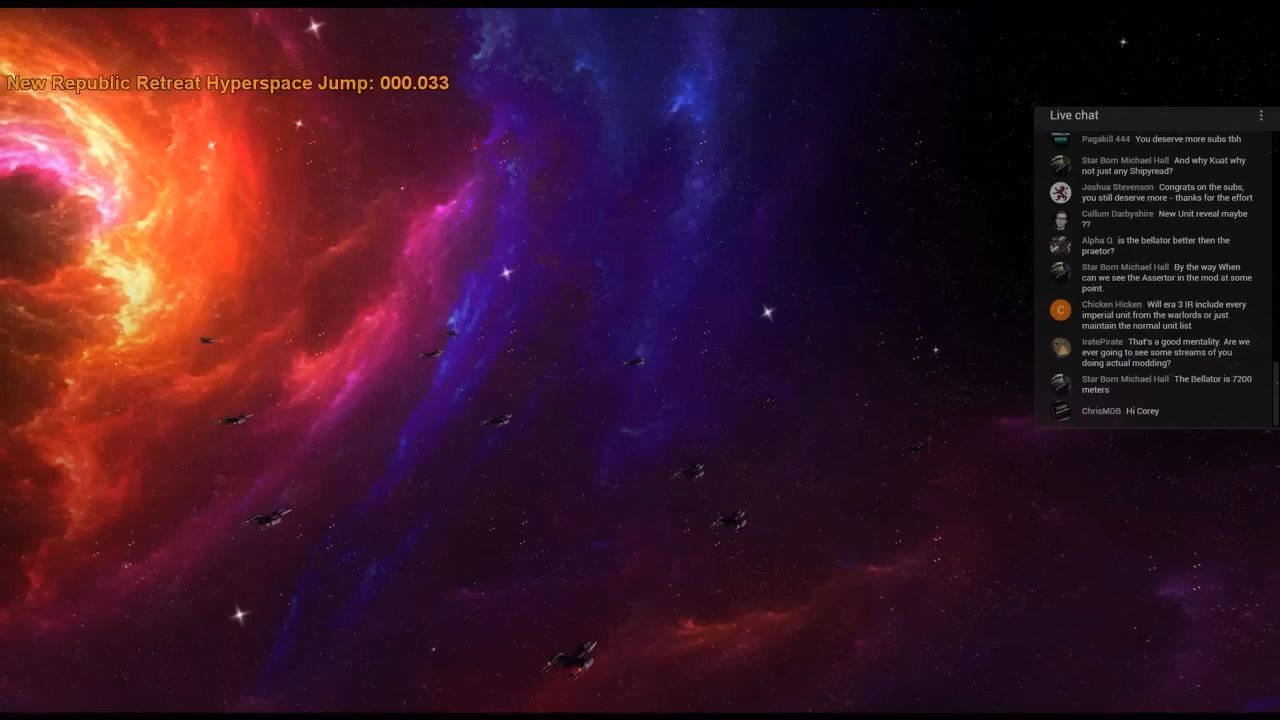 New Republic Retreat Hyperspace Jump: 000.033
Live chat
Pagakill 444 You deserve more subs tbh
Star Born Michael Hall And why Kuat why
not just any Shipyread?
Joshua Stevenson Congrats on the subs,
you still deserve more - thanks for the effort
Callum Darbyshire New Unit reveal maybe
??
Alpha Q is the bellator better then the
praetor?
Star Born Michael Hall By the way When
can we see the Assertor in the mod at some
point.
C
Chicken Hicken Will era 3 IR include every
imperial unit from the warlords or just
maintain the normal unit list
IratePirate That's a good mentality. Are we
ever going to see some streams of you
doing actual modding?
Star Born Michael Hall The Bellator is 7200
meters
ChrisMDB Hi Corey